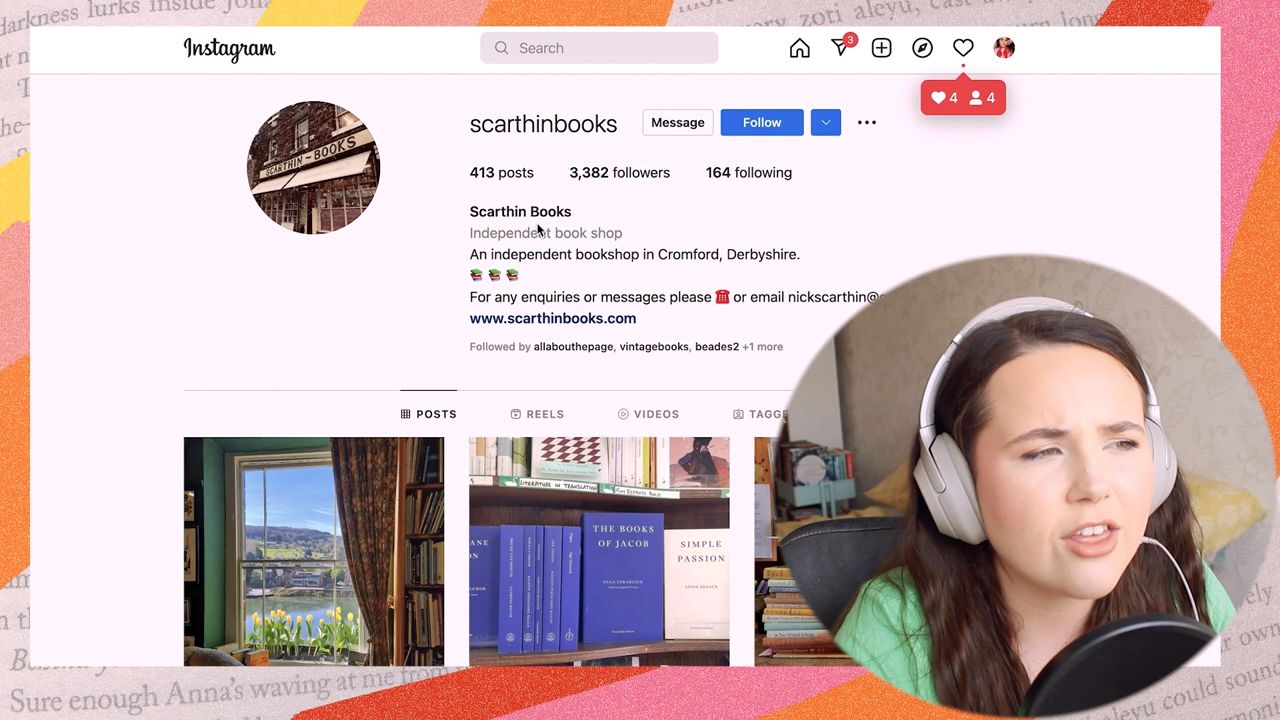 darkness lurks inside
zoti aleyu, could
Instagram
Search
3
4 4
scarthinbooks
Message
Follow
413 posts
3,382 followers
164 following
Scarthin Books
Independent book shop
An independent bookshop in Cromford, Derbyshire.
📚 📚 📚
For any enquiries or messages please ☎️ or email nickscarthin@
www.scarthinbooks.com
Followed by allabouthepage, vintagebooks, beades2 +1 more
POSTS
REELS
VIDEOS
TAGGE
SCARTHIN-BOOKS
LITERATURE IN TRANSLATION
THE BOOKS
OF JACOB
OLGA TOKARCZUK
SIMPLE
PASSION
ANNIE ERNAUX
Sure enough Anna's waving at me from
aleyu could